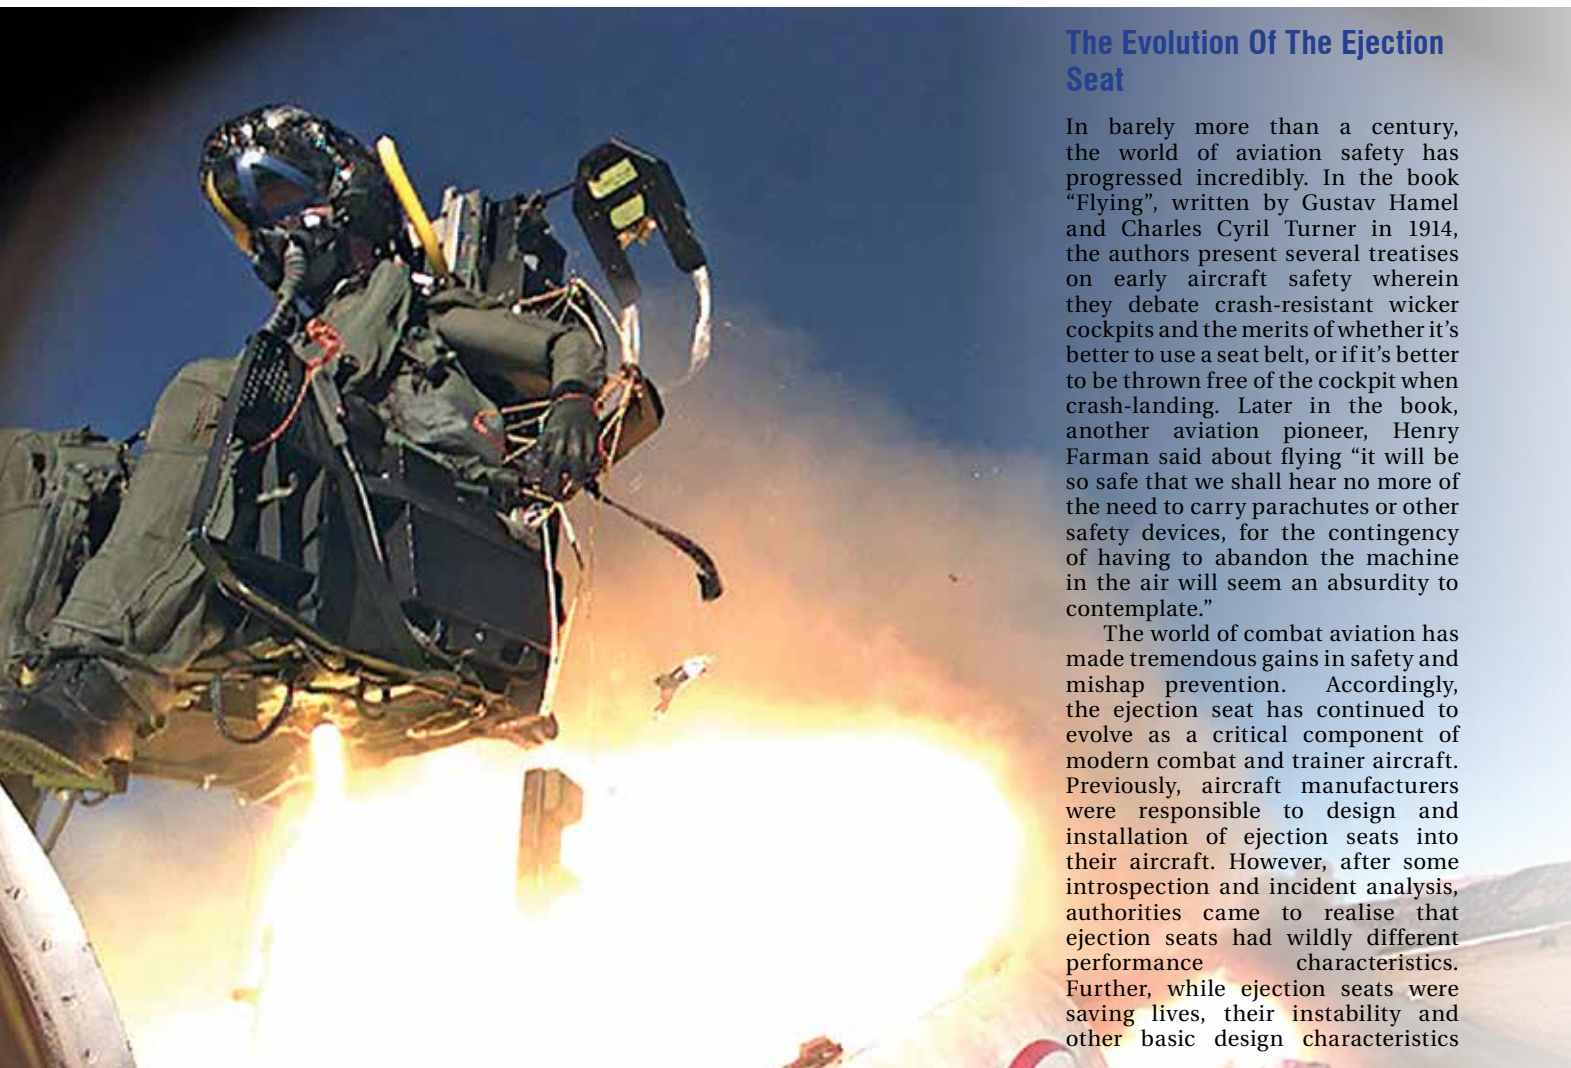 The Evolution Of The Ejection
Seat
In barely more than a century,
the world of aviation safety has
progressed incredibly. In the book
“Flying”, written by Gustav Hamel
and Charles Cyril Turner in 1914,
the authors present several treatises
on early aircraft safety wherein
they debate crash-resistant wicker
cockpits and the merits of whether it’s
better to use a seat belt, or if it’s better
to be thrown free of the cockpit when
crash-landing. Later in the book,
another aviation pioneer, Henry
Farman said about flying “it will be
so safe that we shall hear no more of
the need to carry parachutes or other
safety devices, for the contingency
of having to abandon the machine
in the air will seem an absurdity to
contemplate.”
The world of combat aviation has
made tremendous gains in safety and
mishap prevention. Accordingly,
the ejection seat has continued to
evolve as a critical component of
modern combat and trainer aircraft.
Previously, aircraft manufacturers
were responsible to design and
installation of ejection seats into
their aircraft. However, after some
introspection and incident analysis,
authorities came to realise that
ejection seats had wildly different
performance characteristics.
Further, while ejection seats were
saving lives, their instability and
other basic design characteristics